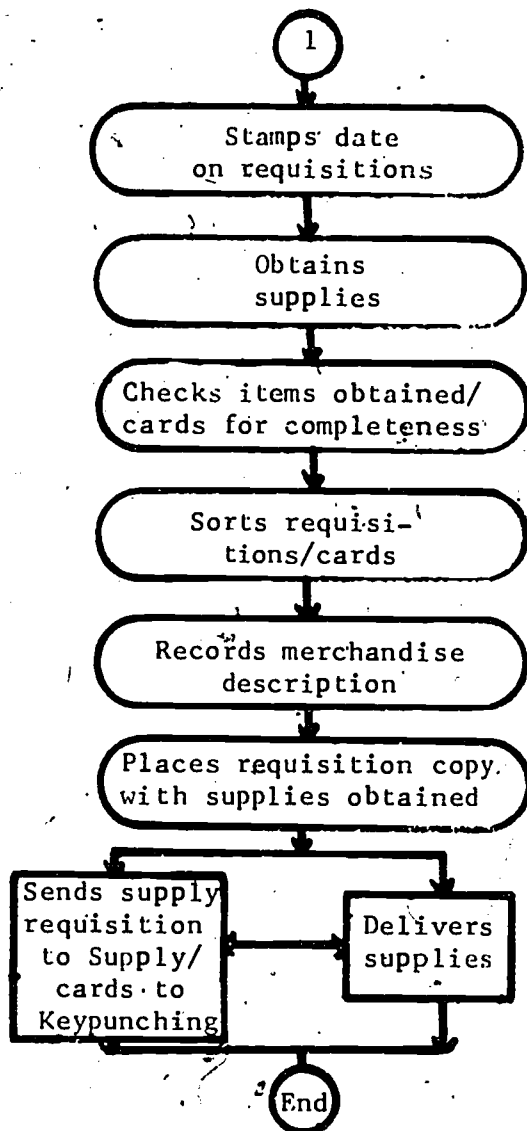 1
Stamps date
on requisitions
Obtains
supplies
Checks items obtained/
cards for completeness
Sorts requisi-
tions/cards
Records merchandise
description
Places requisition copy
with supplies obtained
Sends supply
requisition
to Supply/
cards to
Keypunching
Delivers
supplies
End